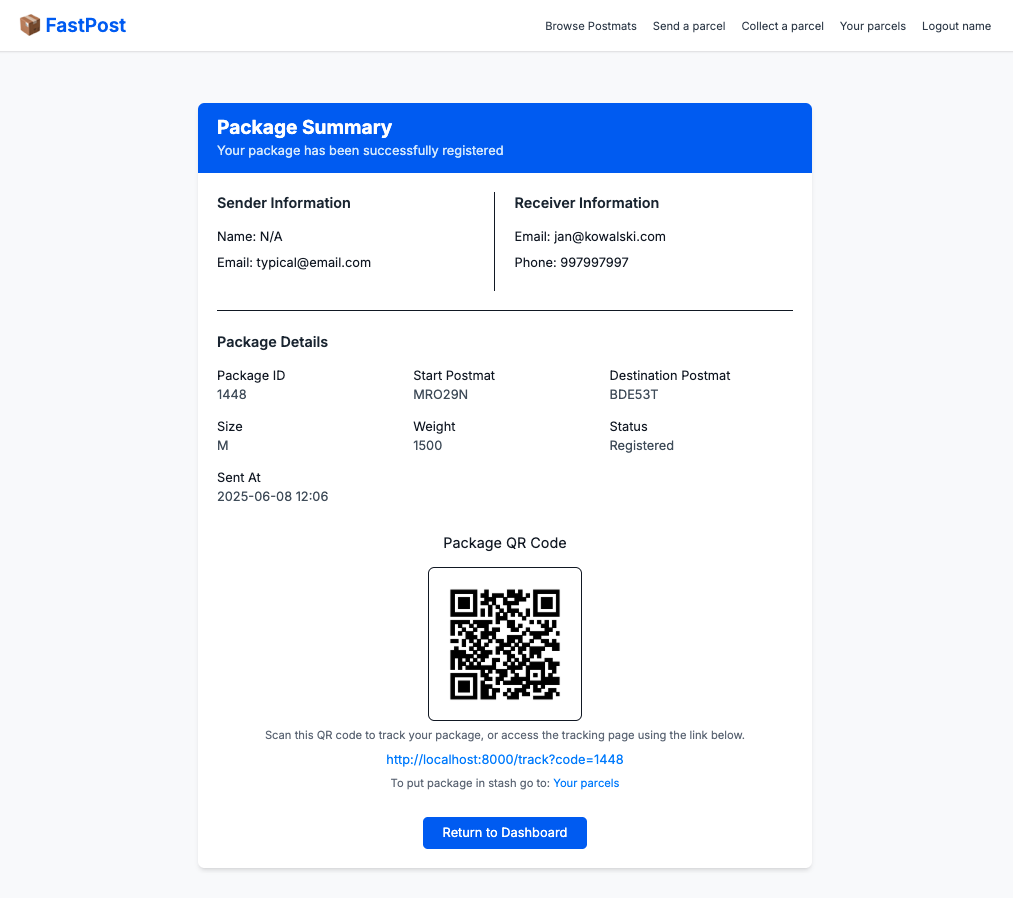 FastPost
Browse Postmats Send a parcel Collect a parcel Your parcels Logout name
Package Summary
Your package has been successfully registered
Sender Information
Name: N/A
Email: typical@email.com
Receiver Information
Email: jan@kowalski.com
Phone: 997997997
Package Details
Package ID
1448
Start Postmat
MRO29N
Destination Postmat
BDE53T
Size
M
Weight
1500
Status
Registered
Sent At
2025-06-08 12:06
Package QR Code
Scan this QR code to track your package, or access the tracking page using the link below.
http://localhost:8000/track?code=1448
To put package in stash go to: Your parcels
Return to Dashboard